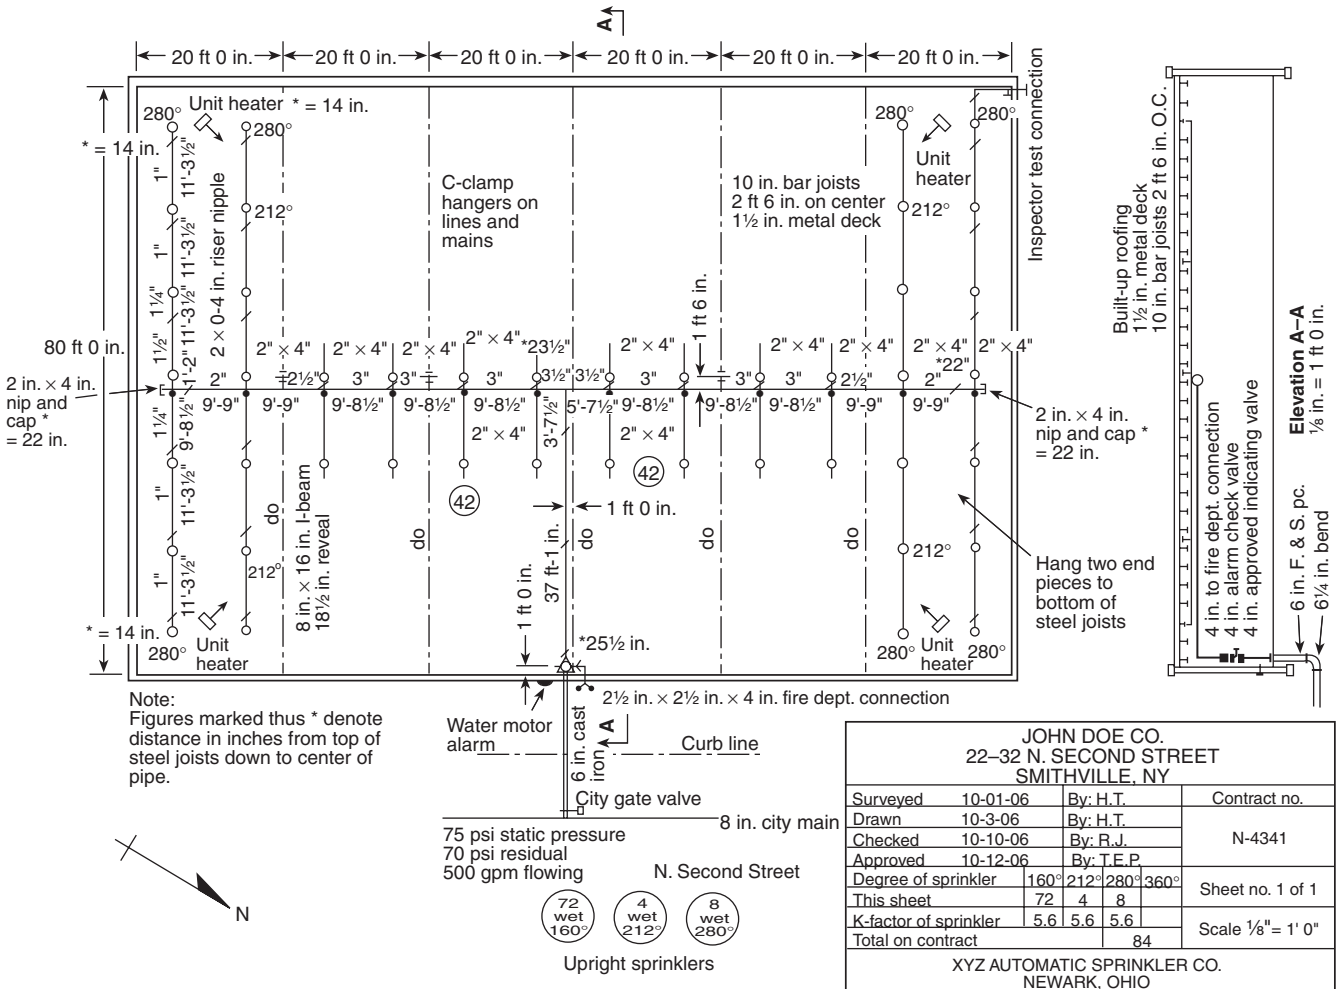 A
20 ft 0 in. 20 ft 0 in. 20 ft 0 in. 20 ft 0 in. 20 ft 0 in. 20 ft 0 in.
Unit heater * = 14 in.
280°
280°
* = 14 in.
212°
1"
11'-3½"
1"
11'-3½"
1¼"
11'-3½"
1½"
1'-2"
2 × 0-4 in. riser nipple
C-clamp
hangers on
lines and
mains
10 in. bar joists
2 ft 6 in. on center
1½ in. metal deck
280°
280°
Unit
heater
212°
Inspector test connection
1 ft 6 in.
80 ft 0 in.
2" × 4" 2" × 4" 2" × 4" 2" × 4" *23½" 2" × 4" 2" × 4" 2" × 4" 2" × 4"
*22"
2" 2½" 3" 3" 3" 3½" 3½" 3" 3" 3" 2½" 2"
9'-9" 9'-9" 9'-8½" 9'-8½" 9'-8½" 5'-7½" 9'-8½" 9'-8½" 9'-8½" 9'-9" 9'-9"
2" × 4" 3'-7½" 2" × 4"
2 in. × 4 in.
nip and
cap *
= 22 in.
2 in. × 4 in.
nip and cap *
= 22 in.
1¼"
9'-8½"
1"
11'-3½"
1"
11'-3½"
42
42
1 ft 0 in.
do
do
do
do
do
8 in. × 16 in. I-beam
18½ in. reveal
37 ft-1 in.
1 ft 0 in.
212°
212°
Hang two end
pieces to
bottom of
steel joists
* = 14 in.
280°
Unit
heater
*25½ in.
280°
Unit
heater
280°
Note:
Figures marked thus * denote
distance in inches from top of
steel joists down to center of
pipe.
2½ in. × 2½ in. × 4 in. fire dept. connection
Water motor
alarm
A
6 in. cast
iron
Curb line
City gate valve
8 in. city main
75 psi static pressure
70 psi residual
500 gpm flowing
N. Second Street
N
72
wet
160°
4
wet
212°
8
wet
280°
Upright sprinklers
Built-up roofing
1½ in. metal deck
10 in. bar joists 2 ft 6 in. O.C.
4 in. to fire dept. connection
4 in. alarm check valve
4 in. approved indicating valve
Elevation A–A
⅛ in. = 1 ft 0 in.
6 in. F. & S. pc.
6¼ in. bend
JOHN DOE CO.
22–32 N. SECOND STREET
SMITHVILLE, NY
Surveyed 10-01-06 By: H.T. Contract no.
Drawn 10-3-06 By: H.T.
N-4341
Checked 10-10-06 By: R.J.
Approved 10-12-06 By: T.E.P.
Degree of sprinkler 160° 212° 280° 360° Sheet no. 1 of 1
This sheet 72 4 8
K-factor of sprinkler 5.6 5.6 5.6 Scale ⅛"= 1' 0"
Total on contract 84
XYZ AUTOMATIC SPRINKLER CO.
NEWARK, OHIO